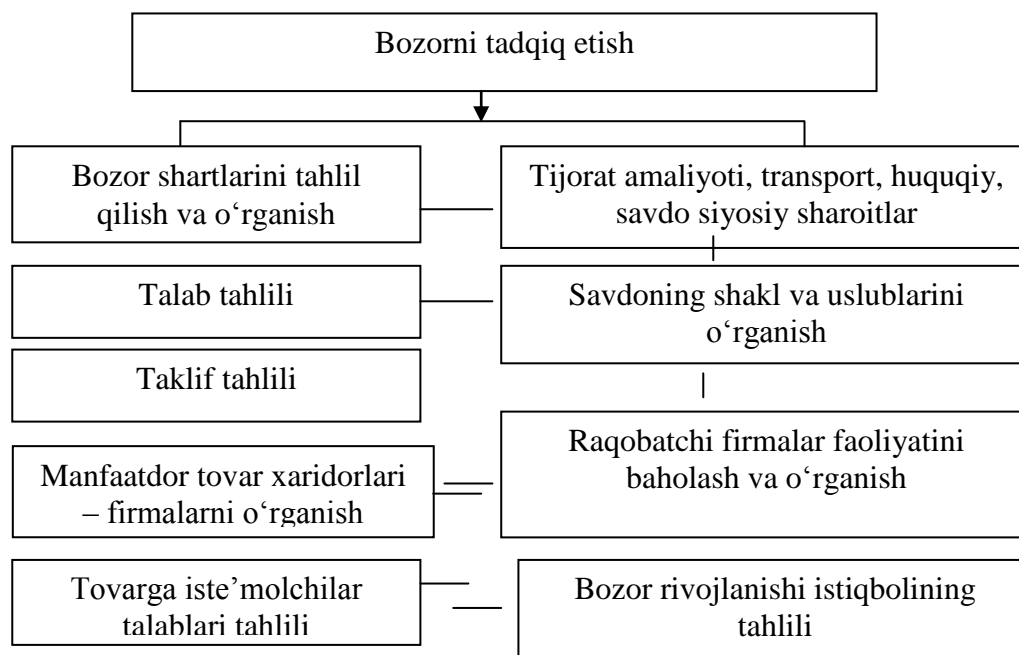 Bozorni tadqiq etish
Bozor shartlarini tahlil
qilish va o‘rganish
Tijorat amaliyoti, transport, huquqiy,
savdo siyosiy sharoitlar
Talab tahlili
Savdoning shakl va uslublarini
o‘rganish
Taklif tahlili
Manfaatdor tovar xaridorlari
– firmalarni o‘rganish
Raqobatchi firmalar faoliyatini
baholash va o‘rganish
Tovarga iste’molchilar
talablari tahlili
Bozor rivojlanishi istiqbolining
tahlili